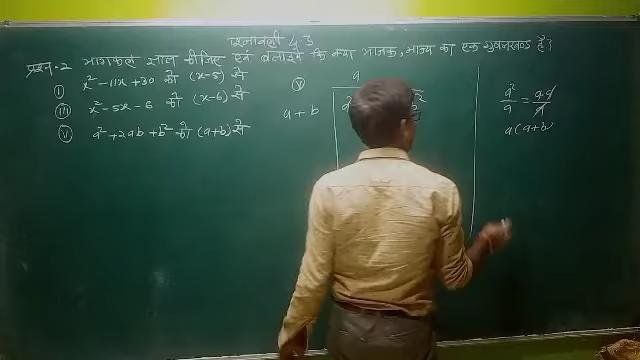 प्रश्नावली 4.3
प्रश्न.2 भागफल ज्ञात कीजिए एवं बताइये कि क्या भाजक, भाज्य का एक गुणनखण्ड है?
(i) x² - 11x + 30 को (x-5) से
(iii) x² - 5x - 6 को (x-6) से
(v) a² + 2ab + b² को (a+b) से
(v) a
a + b
a²/a = a·a/a
a(a+b)